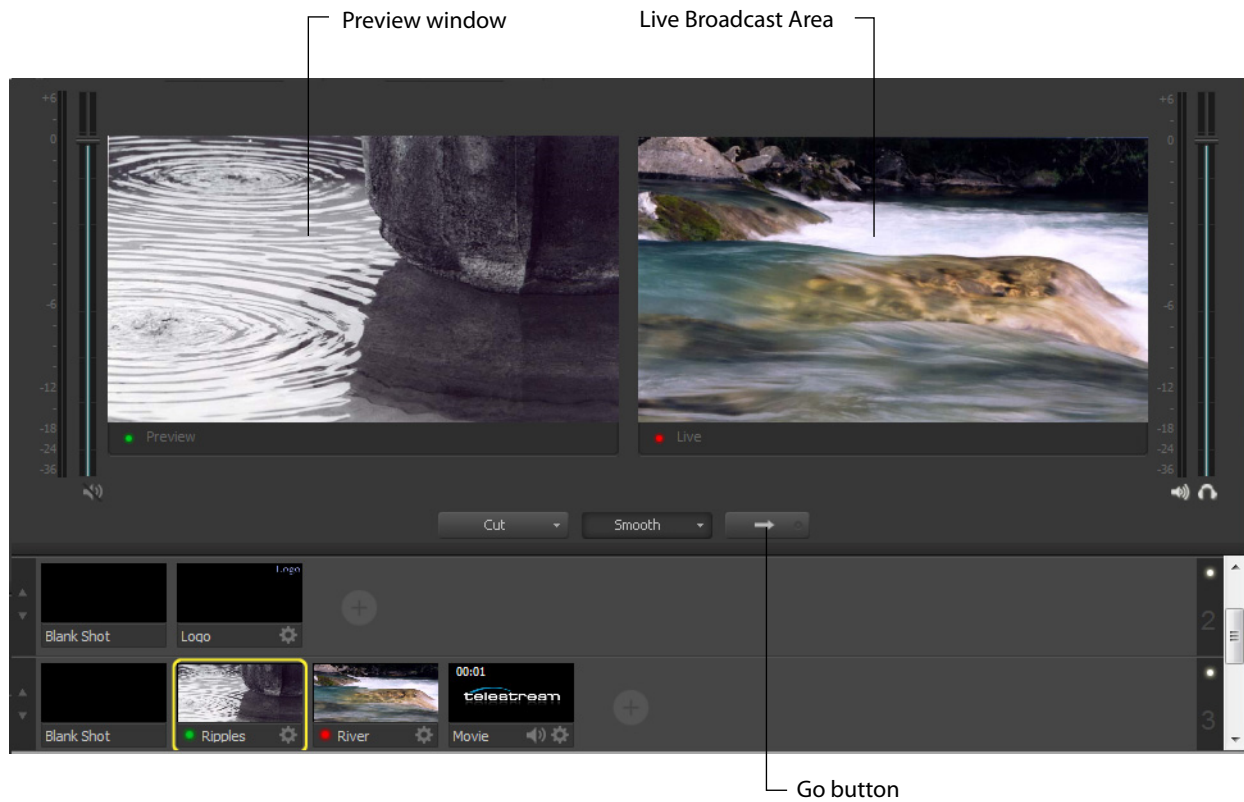 Preview window
Live Broadcast Area
+6
-
0
-
-
-
-6
-
-12
-
-18
-24
-36
Preview
Live
+6
-
0
-
-
-
-6
-
-12
-
-18
-24
-36
Cut
Smooth
Logo
Blank Shot
Logo
2
00:01
telestream
Blank Shot
Ripples
River
Movie
3
Go button